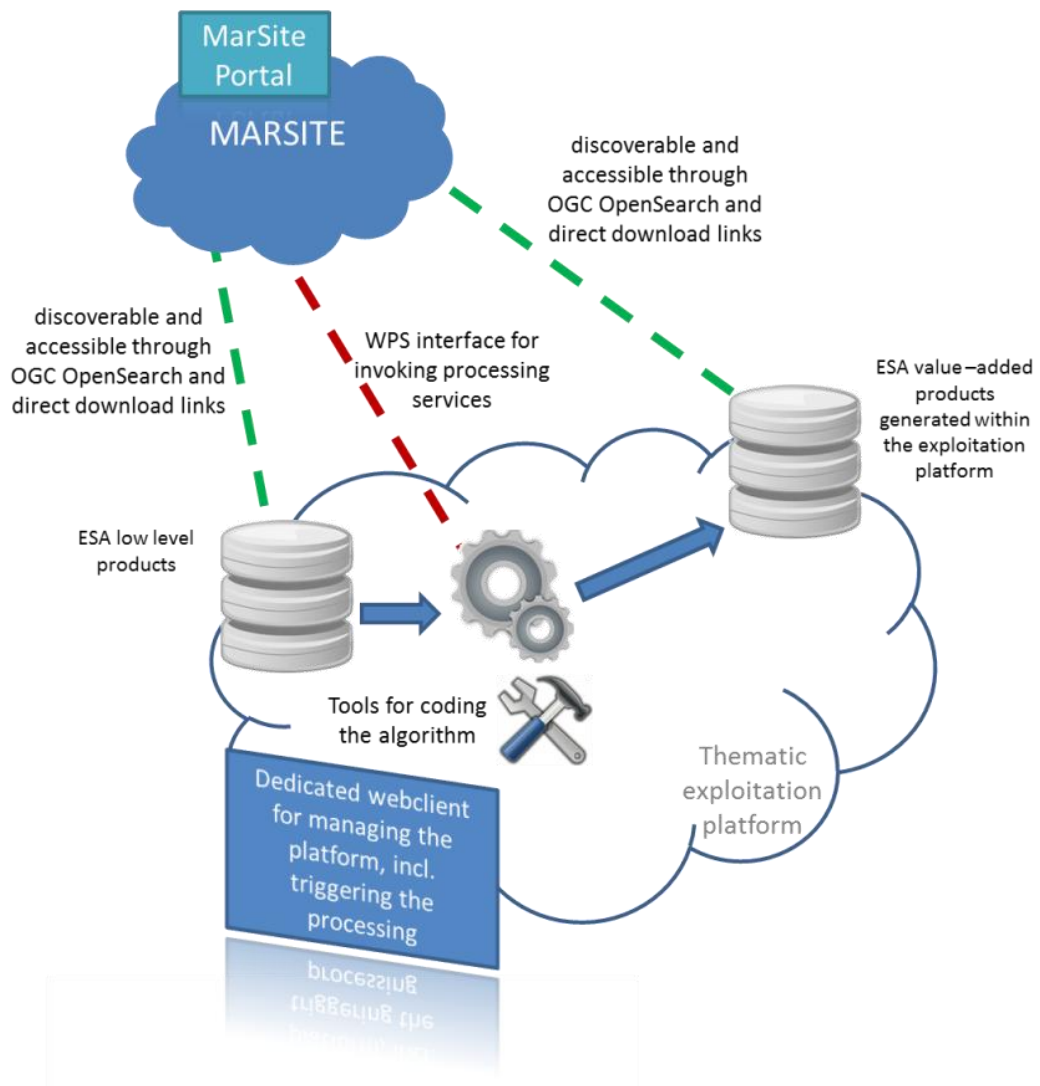 MarSite
Portal
MARSITE
discoverable and
accessible through
OGC OpenSearch and
direct download links
discoverable and
accessible through
OGC OpenSearch and
direct download links
WPS interface for
invoking processing
services
ESA value–added
products
generated within
the exploitation
platform
ESA low level
products
Tools for coding
the algorithm
Thematic
exploitation
platform
Dedicated webclient
for managing the
platform, incl.
triggering the
processing